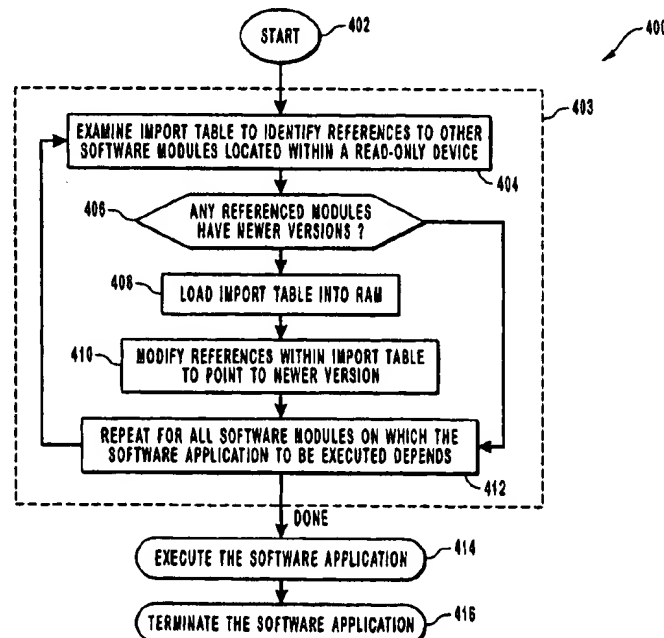 START
402
400
403
EXAMINE IMPORT TABLE TO IDENTIFY REFERENCES TO OTHER
SOFTWARE MODULES LOCATED WITHIN A READ-ONLY DEVICE
404
406
ANY REFERENCED MODULES
HAVE NEWER VERSIONS ?
408
LOAD IMPORT TABLE INTO RAM
410
MODIFY REFERENCES WITHIN IMPORT TABLE
TO POINT TO NEWER VERSION
REPEAT FOR ALL SOFTWARE MODULES ON WHICH THE
SOFTWARE APPLICATION TO BE EXECUTED DEPENDS
412
DONE
EXECUTE THE SOFTWARE APPLICATION
414
TERMINATE THE SOFTWARE APPLICATION
416